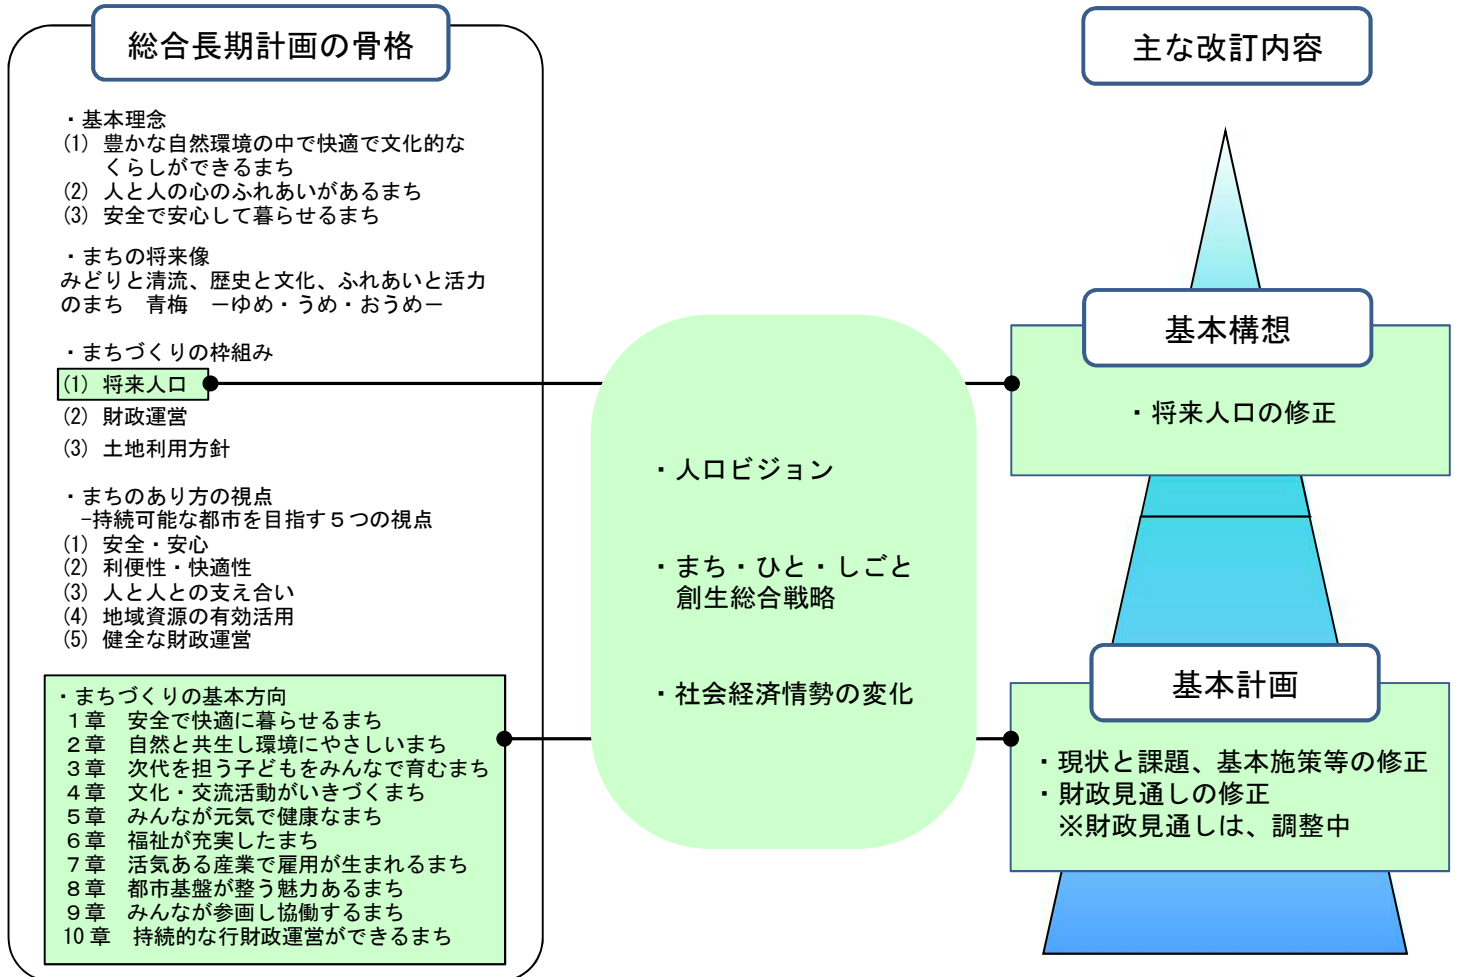 総合長期計画の骨格
・基本理念
(1) 豊かな自然環境の中で快適で文化的な
くらしができるまち
(2) 人と人の心のふれあいがあるまち
(3) 安全で安心して暮らせるまち
・まちの将来像
みどりと清流、歴史と文化、ふれあいと活力
のまち　青梅　－ゆめ・うめ・おうめ－
・まちづくりの枠組み
(1) 将来人口
(2) 財政運営
(3) 土地利用方針
・まちのあり方の視点
-持続可能な都市を目指す５つの視点
(1) 安全・安心
(2) 利便性・快適性
(3) 人と人との支え合い
(4) 地域資源の有効活用
(5) 健全な財政運営
・まちづくりの基本方向
１章　安全で快適に暮らせるまち
２章　自然と共生し環境にやさしいまち
３章　次代を担う子どもをみんなで育むまち
４章　文化・交流活動がいきづくまち
５章　みんなが元気で健康なまち
６章　福祉が充実したまち
７章　活気ある産業で雇用が生まれるまち
８章　都市基盤が整う魅力あるまち
９章　みんなが参画し協働するまち
10章　持続的な行財政運営ができるまち
・人口ビジョン
・まち・ひと・しごと
創生総合戦略
・社会経済情勢の変化
主な改訂内容
基本構想
・将来人口の修正
基本計画
・現状と課題、基本施策等の修正
・財政見通しの修正
※財政見通しは、調整中